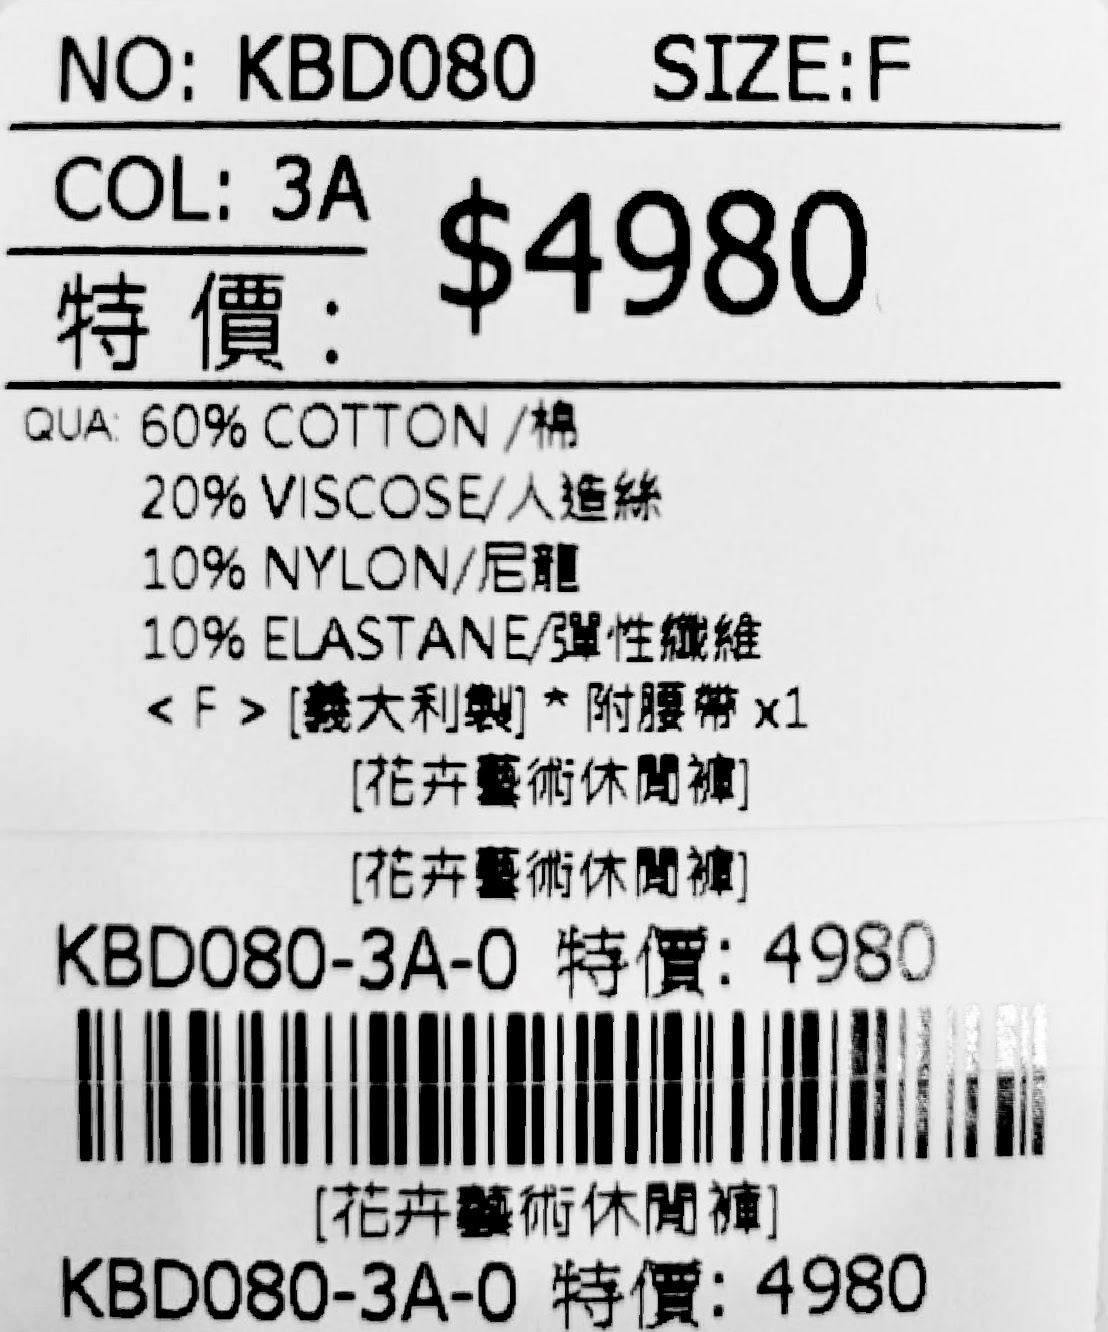 NO: KBD080 SIZE:F
COL: 3A
$4980
特價:
QUA: 60% COTTON /棉
20% VISCOSE/人造絲
10% NYLON/尼龍
10% ELASTANE/彈性纖維
< F > [義大利製] * 附腰帶 x1
[花卉藝術休閒褲]
[花卉藝術休閒褲]
KBD080-3A-0 特價: 4980
[花卉藝術休閒褲]
KBD080-3A-0 特價: 4980